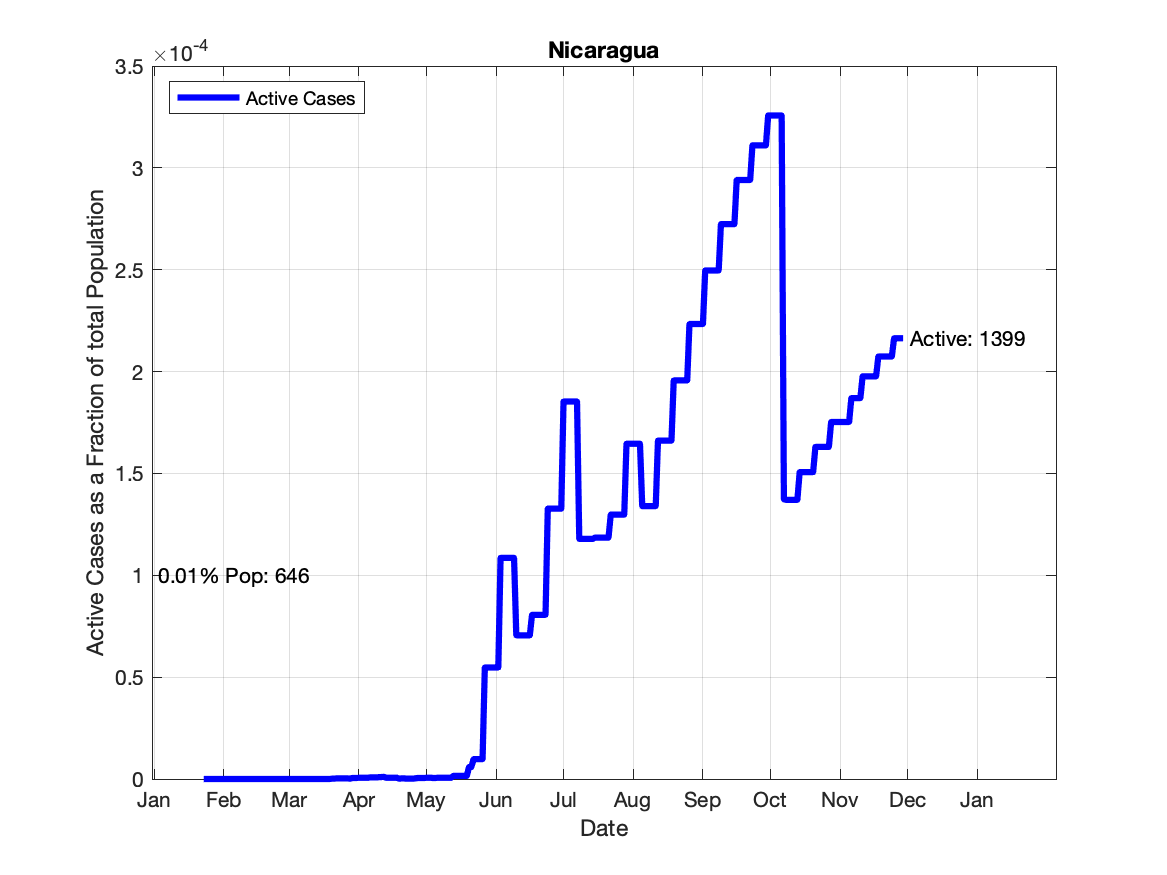 Nicaragua
×10-4
3.5
3
2.5
2
1.5
1
0.5
0
Active Cases as a Fraction of total Population
Active Cases
Active: 1399
0.01% Pop: 646
Jan Feb Mar Apr May Jun Jul Aug Sep Oct Nov Dec Jan
Date